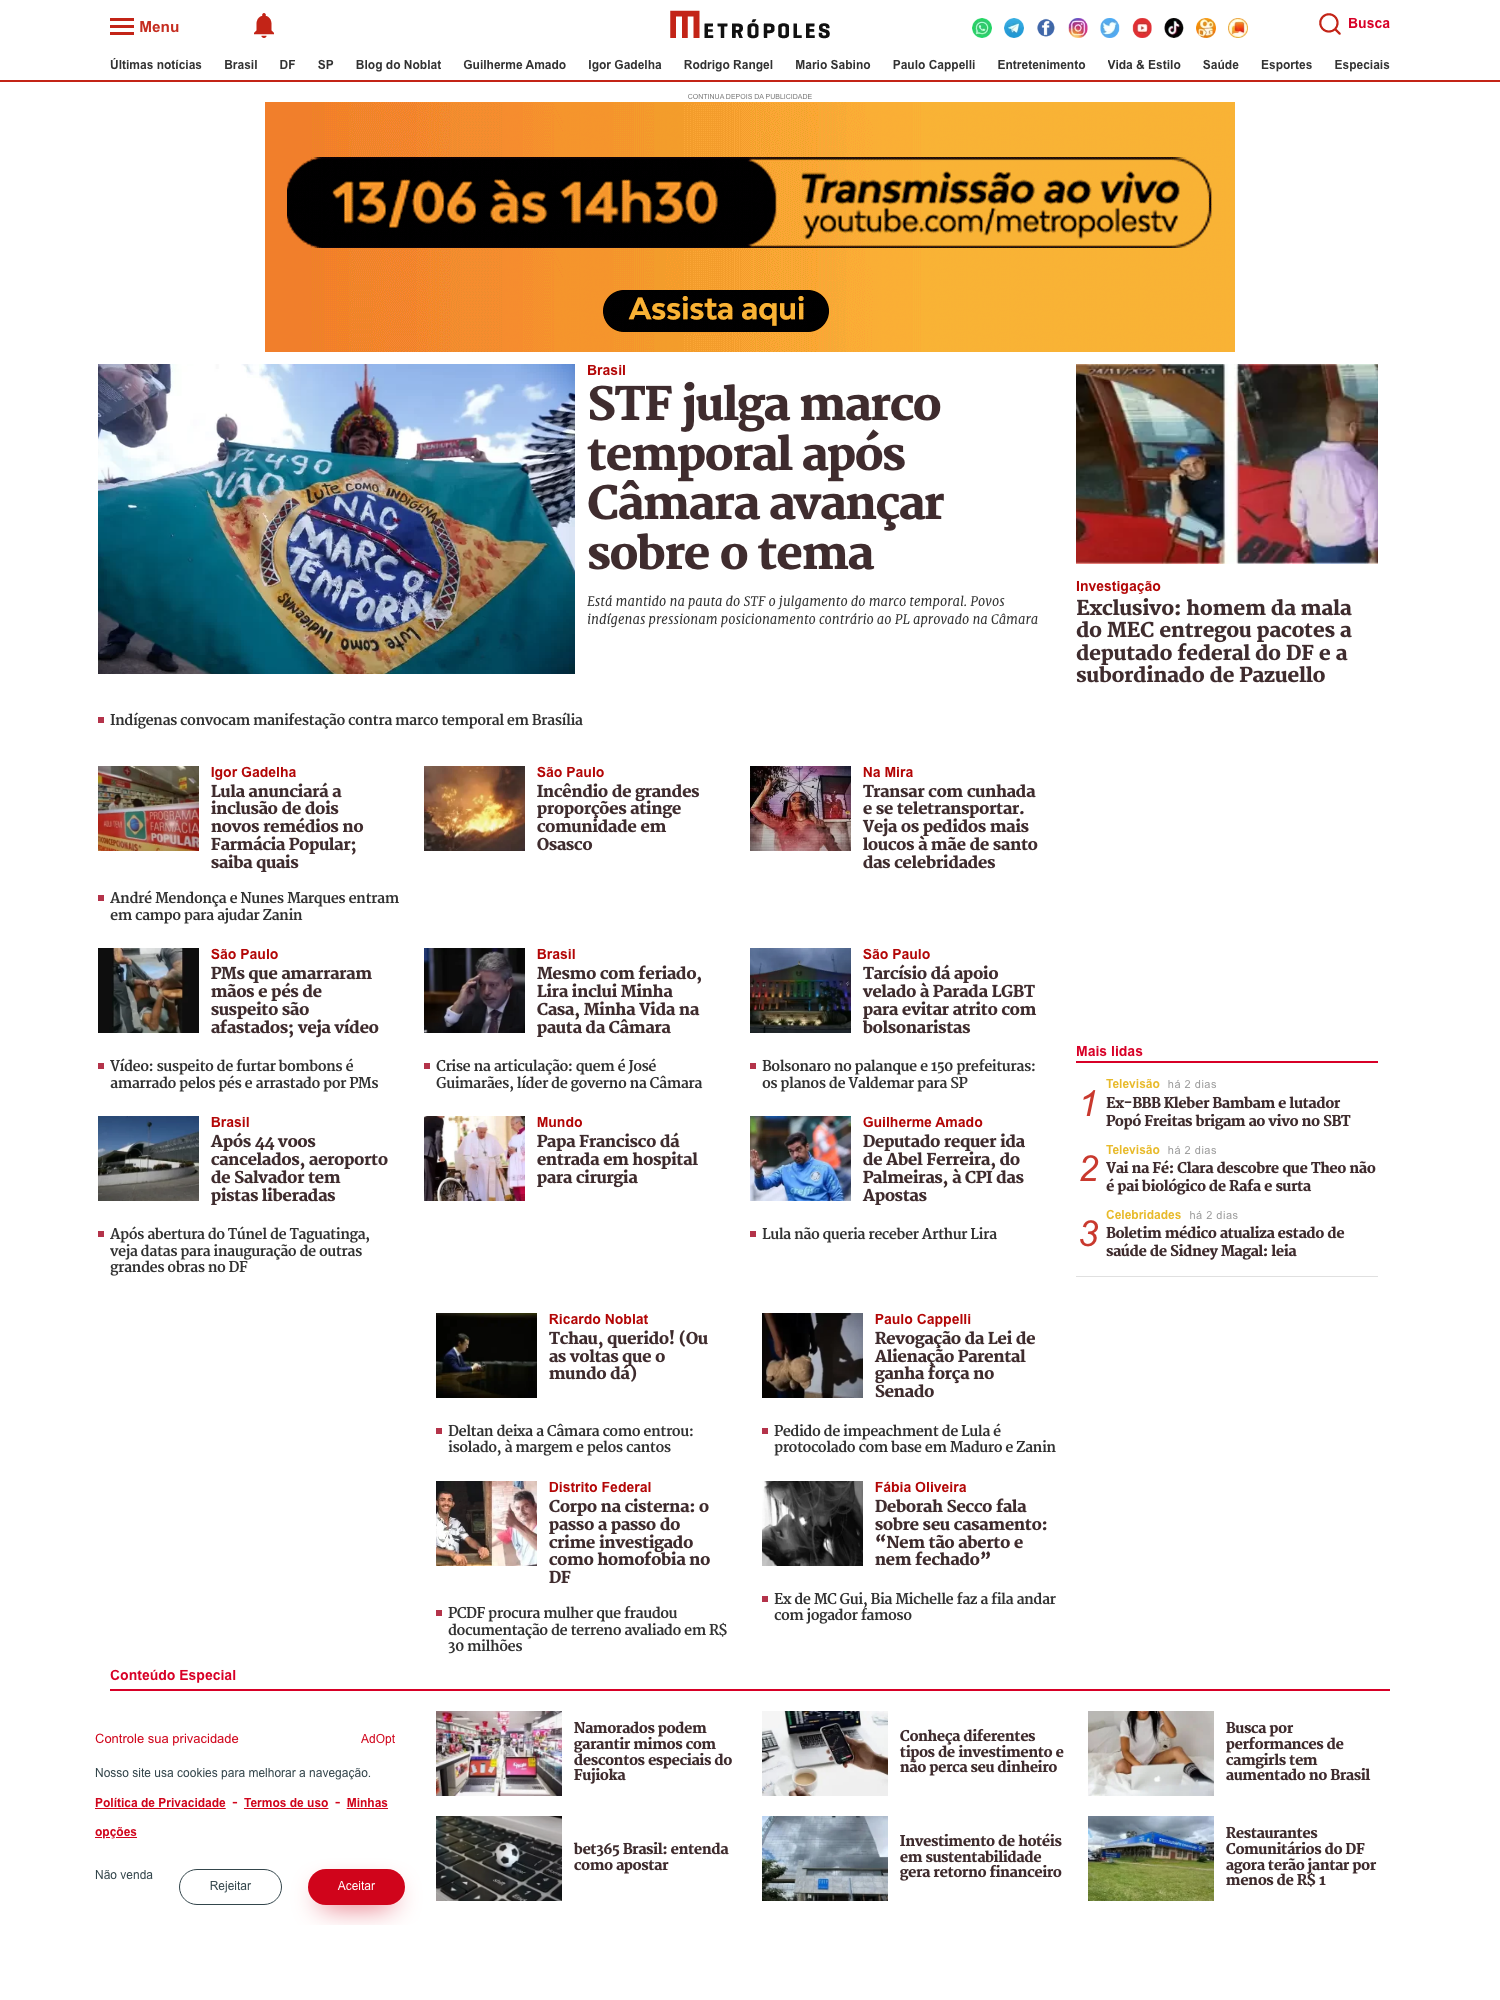 Menu
METRÓPOLES
Busca
Últimas notícias Brasil DF SP Blog do Noblat Guilherme Amado Igor Gadelha Rodrigo Rangel Mario Sabino Paulo Cappelli Entretenimento Vida & Estilo Saúde Esportes Especiais
CONTINUA DEPOIS DA PUBLICIDADE
13/06 às 14h30
Transmissão ao vivo
youtube.com/metropolestv
Assista aqui
PL 490
VÃO
LUTE COMO INDÍGENA
NÃO
MARCO
TEMPORAL
Lute como INDÍGENAS
Brasil
STF julga marco
temporal após
Câmara avançar
sobre o tema
Está mantido na pauta do STF o julgamento do marco temporal. Povos
indígenas pressionam posicionamento contrário ao PL aprovado na Câmara
24/11/2022 15:16:53
Investigação
Exclusivo: homem da mala
do MEC entregou pacotes a
deputado federal do DF e a
subordinado de Pazuello
Indígenas convocam manifestação contra marco temporal em Brasília
PROGRAMA
FARMÁCIA
POPULAR
Igor Gadelha
Lula anunciará a
inclusão de dois
novos remédios no
Farmácia Popular;
saiba quais
André Mendonça e Nunes Marques entram
em campo para ajudar Zanin
São Paulo
Incêndio de grandes
proporções atinge
comunidade em
Osasco
Na Mira
Transar com cunhada
e se teletransportar.
Veja os pedidos mais
loucos à mãe de santo
das celebridades
São Paulo
PMs que amarraram
mãos e pés de
suspeito são
afastados; veja vídeo
Vídeo: suspeito de furtar bombons é
amarrado pelos pés e arrastado por PMs
Brasil
Mesmo com feriado,
Lira inclui Minha
Casa, Minha Vida na
pauta da Câmara
Crise na articulação: quem é José
Guimarães, líder de governo na Câmara
São Paulo
Tarcísio dá apoio
velado à Parada LGBT
para evitar atrito com
bolsonaristas
Bolsonaro no palanque e 150 prefeituras:
os planos de Valdemar para SP
Brasil
Após 44 voos
cancelados, aeroporto
de Salvador tem
pistas liberadas
Após abertura do Túnel de Taguatinga,
veja datas para inauguração de outras
grandes obras no DF
Mundo
Papa Francisco dá
entrada em hospital
para cirurgia
Guilherme Amado
Deputado requer ida
de Abel Ferreira, do
Palmeiras, à CPI das
Apostas
Lula não queria receber Arthur Lira
Mais lidas
1
Televisão há 2 dias
Ex-BBB Kleber Bambam e lutador
Popó Freitas brigam ao vivo no SBT
2
Televisão há 2 dias
Vai na Fé: Clara descobre que Theo não
é pai biológico de Rafa e surta
3
Celebridades há 2 dias
Boletim médico atualiza estado de
saúde de Sidney Magal: leia
Ricardo Noblat
Tchau, querido! (Ou
as voltas que o
mundo dá)
Deltan deixa a Câmara como entrou:
isolado, à margem e pelos cantos
Paulo Cappelli
Revogação da Lei de
Alienação Parental
ganha força no
Senado
Pedido de impeachment de Lula é
protocolado com base em Maduro e Zanin
Distrito Federal
Corpo na cisterna: o
passo a passo do
crime investigado
como homofobia no
DF
PCDF procura mulher que fraudou
documentação de terreno avaliado em R$
30 milhões
Fábia Oliveira
Deborah Secco fala
sobre seu casamento:
“Nem tão aberto e
nem fechado”
Ex de MC Gui, Bia Michelle faz a fila andar
com jogador famoso
Conteúdo Especial
Namorados podem
garantir mimos com
descontos especiais do
Fujioka
Conheça diferentes
tipos de investimento e
não perca seu dinheiro
Busca por
performances de
camgirls tem
aumentado no Brasil
bet365 Brasil: entenda
como apostar
Investimento de hotéis
em sustentabilidade
gera retorno financeiro
Restaurantes
Comunitários do DF
agora terão jantar por
menos de R$ 1
Controle sua privacidade AdOpt
Nosso site usa cookies para melhorar a navegação.
Política de Privacidade - Termos de uso - Minhas
opções
Não venda Rejeitar Aceitar